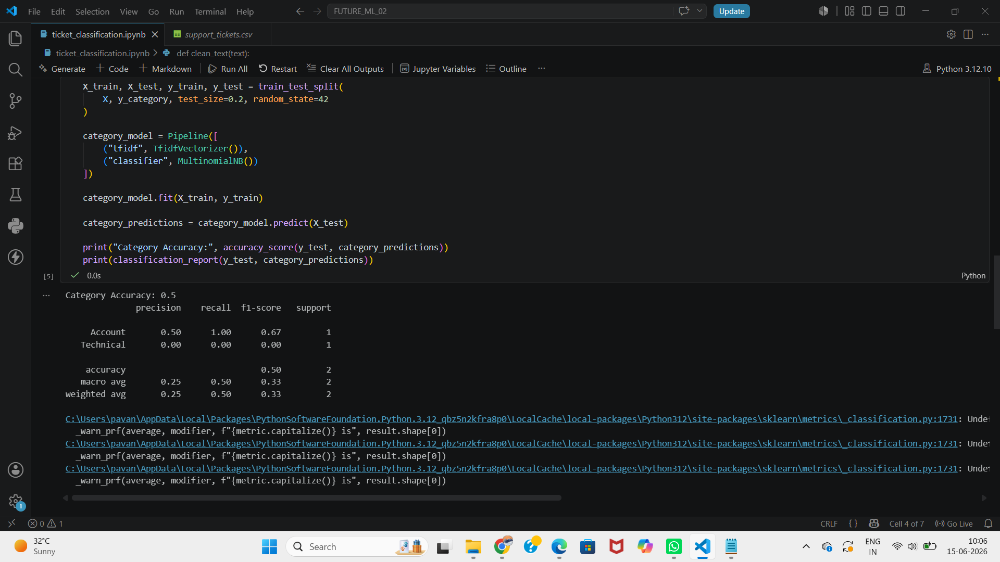 File Edit Selection View Go Run Terminal Help
FUTURE_ML_02
Update
ticket_classification.ipynb
support_tickets.csv
ticket_classification.ipynb > def clean_text(text):
Generate + Code + Markdown Run All Restart Clear All Outputs Jupyter Variables Outline ...
Python 3.12.10
X_train, X_test, y_train, y_test = train_test_split(
X, y_category, test_size=0.2, random_state=42
)
category_model = Pipeline([
("tfidf", TfidfVectorizer()),
("classifier", MultinomialNB())
])
category_model.fit(X_train, y_train)
category_predictions = category_model.predict(X_test)
print("Category Accuracy:", accuracy_score(y_test, category_predictions))
print(classification_report(y_test, category_predictions))
[5] 0.0s Python
... Category Accuracy: 0.5
precision recall f1-score support
Account 0.50 1.00 0.67 1
Technical 0.00 0.00 0.00 1
accuracy 0.50 2
macro avg 0.25 0.50 0.33 2
weighted avg 0.25 0.50 0.33 2
C:\Users\pavan\AppData\Local\Packages\PythonSoftwareFoundation.Python.3.12_qbz5n2kfra8p0\LocalCache\local-packages\Python312\site-packages\sklearn\metrics\_classification.py:1731: Undef
_warn_prf(average, modifier, f"{metric.capitalize()} is", result.shape[0])
C:\Users\pavan\AppData\Local\Packages\PythonSoftwareFoundation.Python.3.12_qbz5n2kfra8p0\LocalCache\local-packages\Python312\site-packages\sklearn\metrics\_classification.py:1731: Undef
_warn_prf(average, modifier, f"{metric.capitalize()} is", result.shape[0])
C:\Users\pavan\AppData\Local\Packages\PythonSoftwareFoundation.Python.3.12_qbz5n2kfra8p0\LocalCache\local-packages\Python312\site-packages\sklearn\metrics\_classification.py:1731: Undef
_warn_prf(average, modifier, f"{metric.capitalize()} is", result.shape[0])
1
0 1
CRLF { } Cell 4 of 7 Go Live
32°C
Sunny
Search
ENG
IN
10:06
15-06-2026